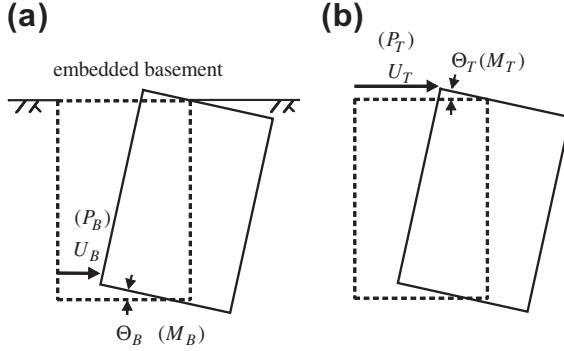 (a)
embedded basement
(P_B)
U_B
Θ_B (M_B)
(b)
(P_T)
U_T
Θ_T(M_T)